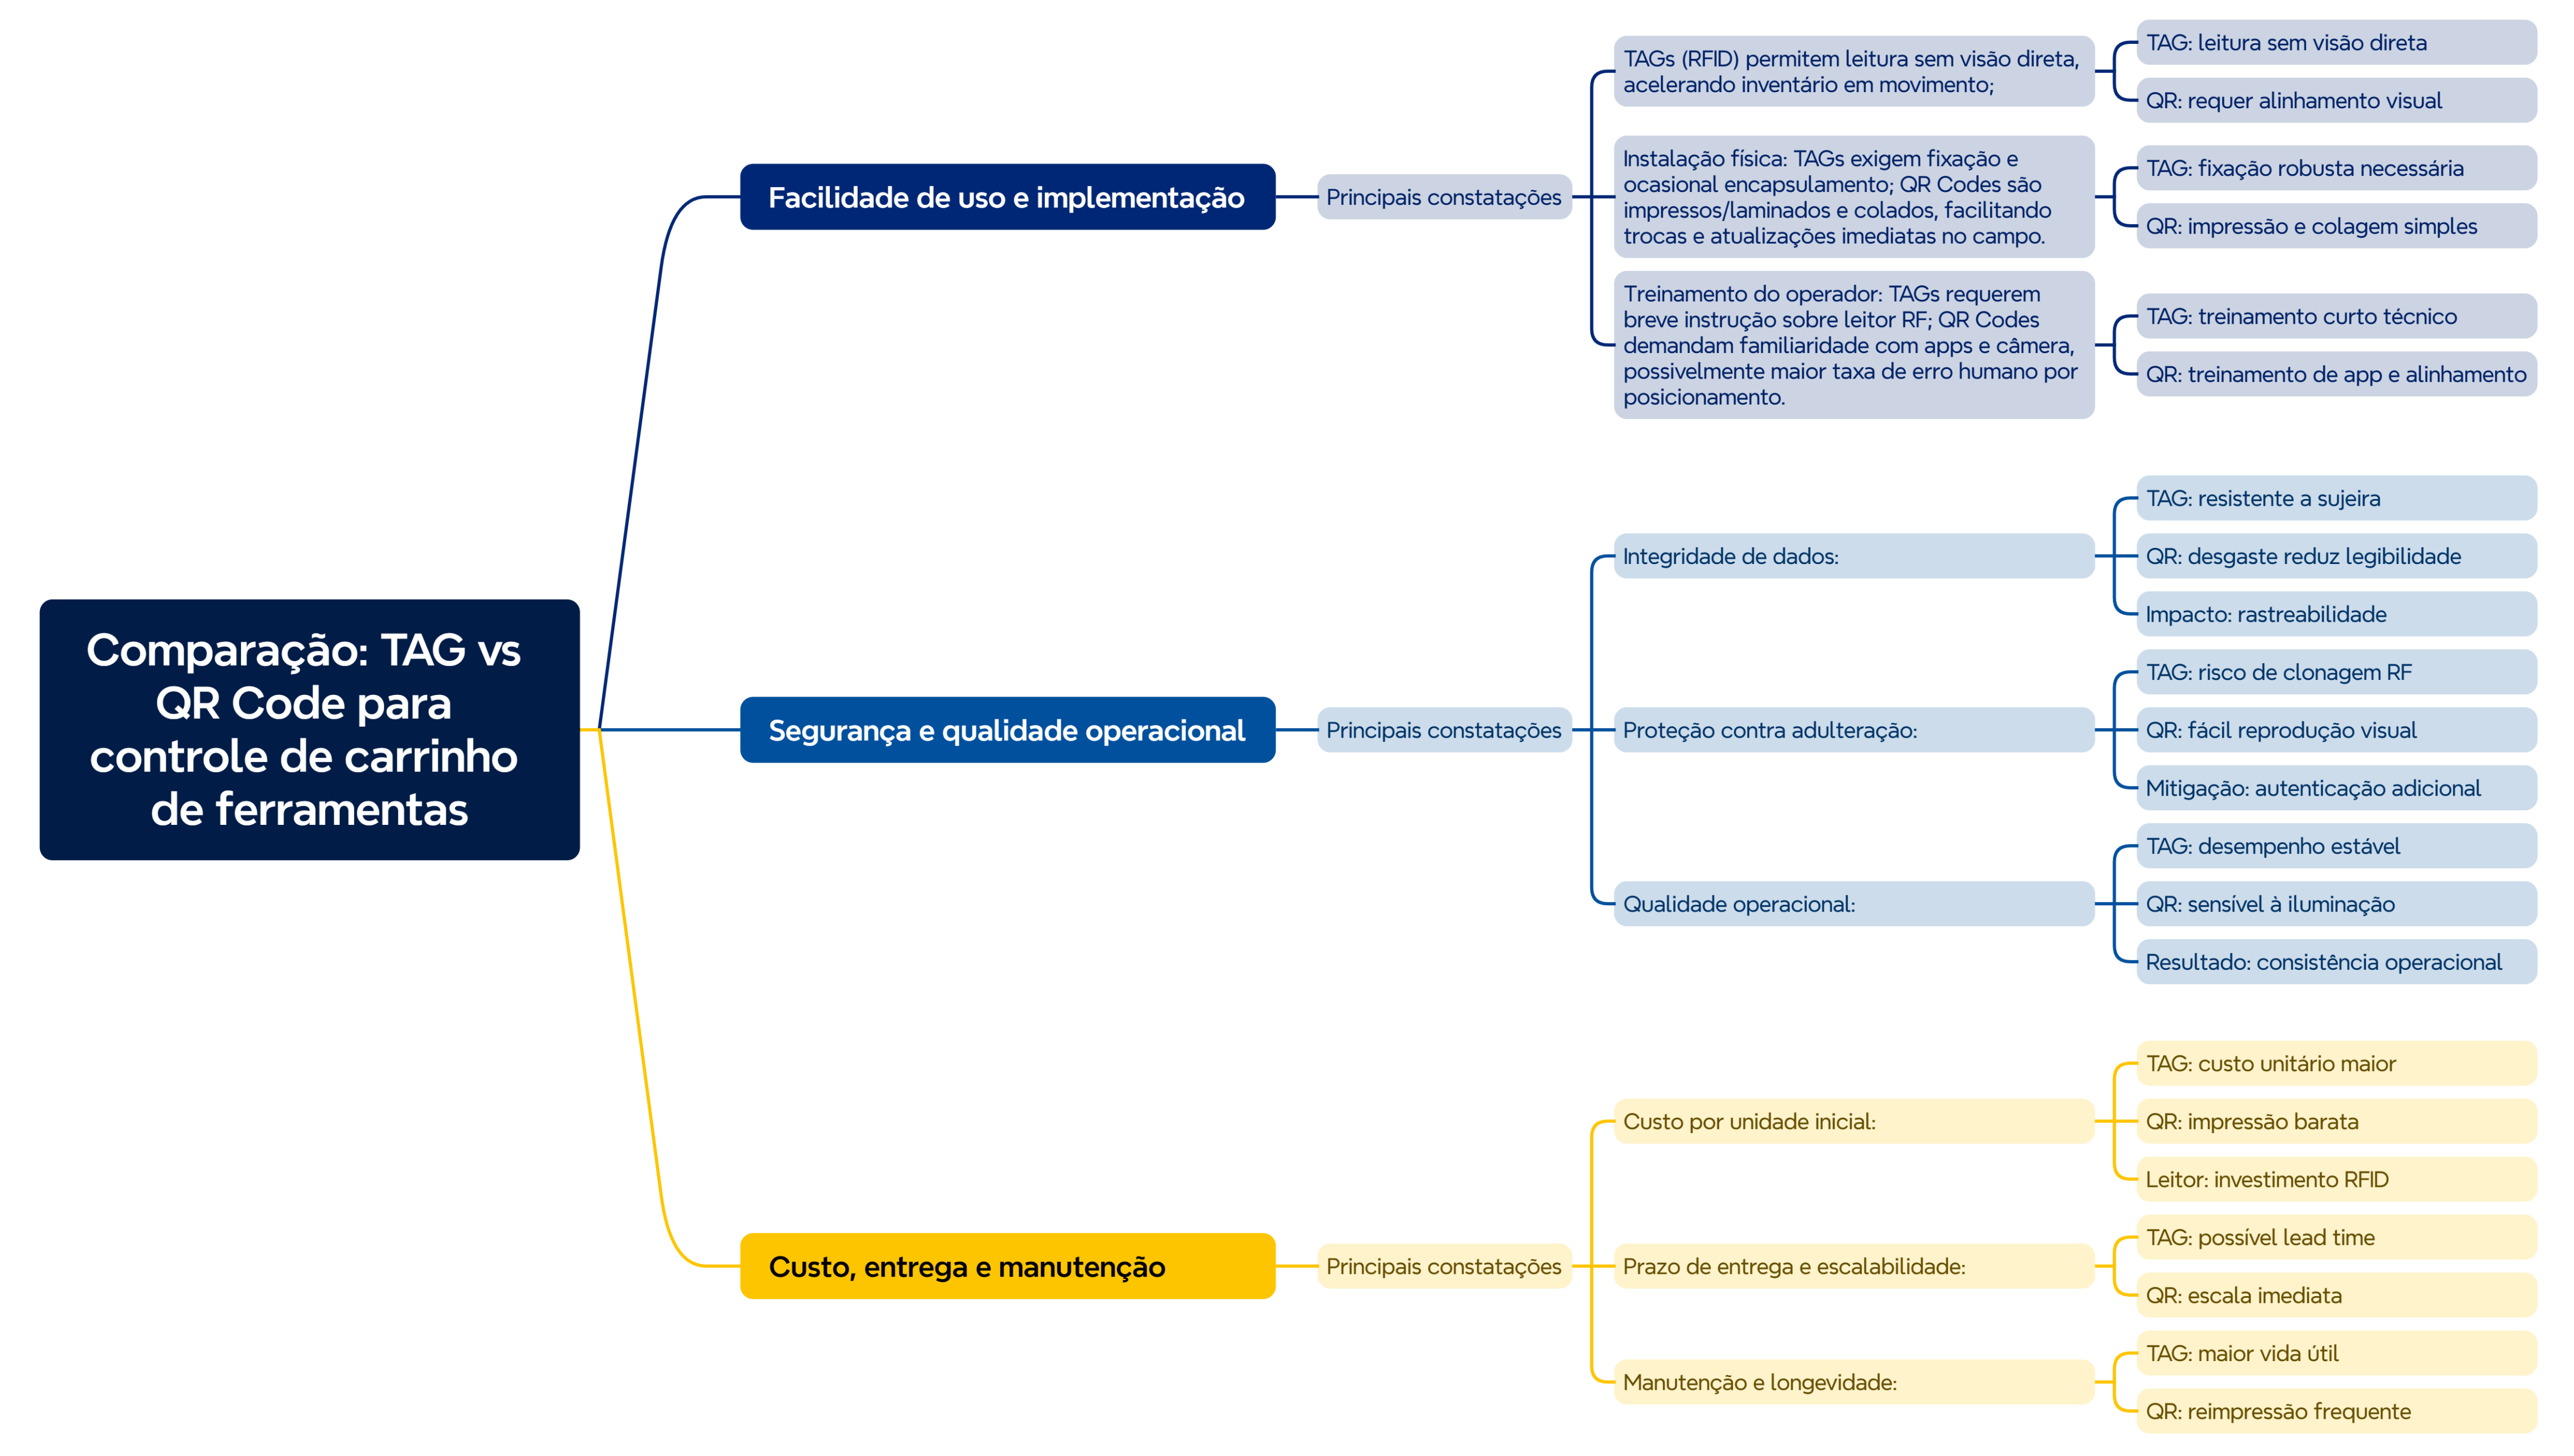 Comparação: TAG vs
QR Code para
controle de carrinho
de ferramentas
Facilidade de uso e implementação
Principais constatações
TAGs (RFID) permitem leitura sem visão direta,
acelerando inventário em movimento;
TAG: leitura sem visão direta
QR: requer alinhamento visual
Instalação física: TAGs exigem fixação e
ocasional encapsulamento; QR Codes são
impressos/laminados e colados, facilitando
trocas e atualizações imediatas no campo.
TAG: fixação robusta necessária
QR: impressão e colagem simples
Treinamento do operador: TAGs requerem
breve instrução sobre leitor RF; QR Codes
demandam familiaridade com apps e câmera,
possivelmente maior taxa de erro humano por
posicionamento.
TAG: treinamento curto técnico
QR: treinamento de app e alinhamento
Segurança e qualidade operacional
Principais constatações
Integridade de dados:
TAG: resistente a sujeira
QR: desgaste reduz legibilidade
Impacto: rastreabilidade
Proteção contra adulteração:
TAG: risco de clonagem RF
QR: fácil reprodução visual
Mitigação: autenticação adicional
Qualidade operacional:
TAG: desempenho estável
QR: sensível à iluminação
Resultado: consistência operacional
Custo, entrega e manutenção
Principais constatações
Custo por unidade inicial:
TAG: custo unitário maior
QR: impressão barata
Leitor: investimento RFID
Prazo de entrega e escalabilidade:
TAG: possível lead time
QR: escala imediata
Manutenção e longevidade:
TAG: maior vida útil
QR: reimpressão frequente